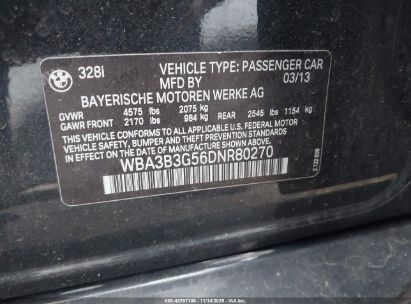 328i VEHICLE TYPE: PASSENGER CAR
MFD BY 03/13
BAYERISCHE MOTOREN WERKE AG
GVWR 4575 lbs 2075 kg
GAWR FRONT 2170 lbs 984 kg REAR 2545 lbs 1154 kg
THIS VEHICLE CONFORMS TO ALL APPLICABLE FEDERAL MOTOR VEHICLE
SAFETY, BUMPER, AND THEFT PREVENTION STANDARDS IN
EFFECT ON THE DATE OF MANUFACTURE SHOWN ABOVE.
WBA3B3G56DNR80270